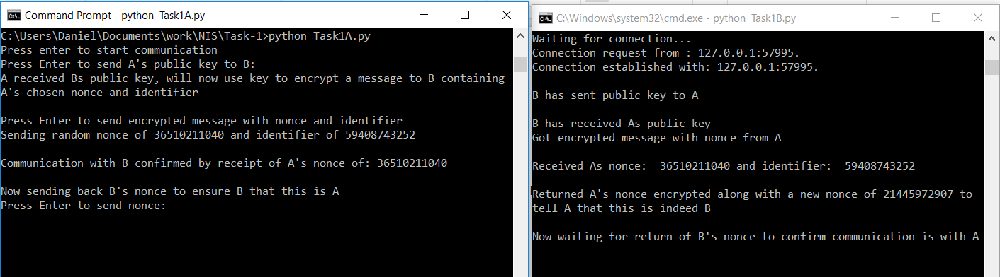 Command Prompt - python  Task1A.py
C:\Users\Daniel\Documents\work\NIS\Task-1>python Task1A.py
Press enter to start communication
Press Enter to send A's public key to B:
A received Bs public key, will now use key to encrypt a message to B containing
A's chosen nonce and identifier
Press Enter to send encrypted message with nonce and identifier
Sending random nonce of 36510211040 and identifier of 59408743252
Communication with B confirmed by receipt of A's nonce of: 36510211040
Now sending back B's nonce to ensure B that this is A
Press Enter to send nonce:
C:\Windows\system32\cmd.exe - python  Task1B.py
Waiting for connection...
Connection request from : 127.0.0.1:57995.
Connection established with: 127.0.0.1:57995.
B has sent public key to A
B has received As public key
Got encrypted message with nonce from A
Received As nonce:  36510211040 and identifier:  59408743252
Returned A's nonce encrypted along with a new nonce of 21445972907 to
tell A that this is indeed B
Now waiting for return of B's nonce to confirm communication is with A